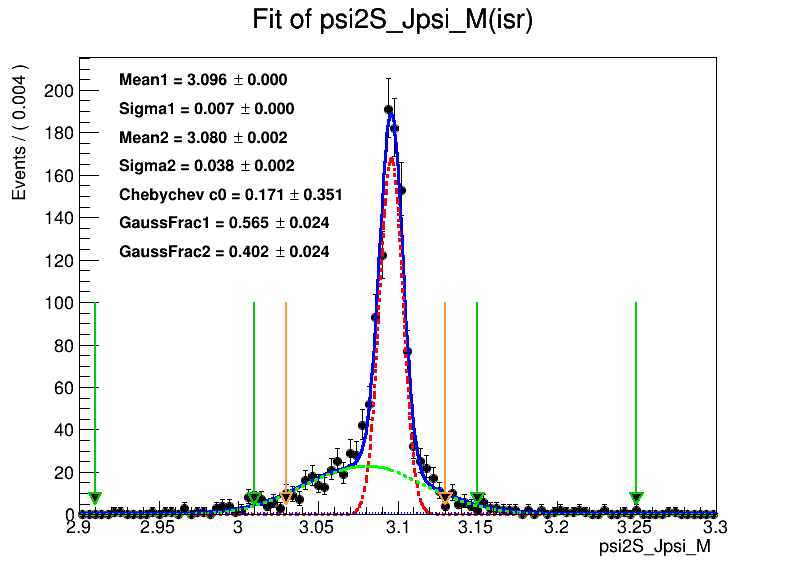 Fit of psi2S_Jpsi_M(isr)
Events / ( 0.004 )
Mean1 = 3.096 ± 0.000
Sigma1 = 0.007 ± 0.000
Mean2 = 3.080 ± 0.002
Sigma2 = 0.038 ± 0.002
Chebychev c0 = 0.171 ± 0.351
GaussFrac1 = 0.565 ± 0.024
GaussFrac2 = 0.402 ± 0.024
200
180
160
140
120
100
80
60
40
20
0
2.9 2.95 3 3.05 3.1 3.15 3.2 3.25 3.3
psi2S_Jpsi_M